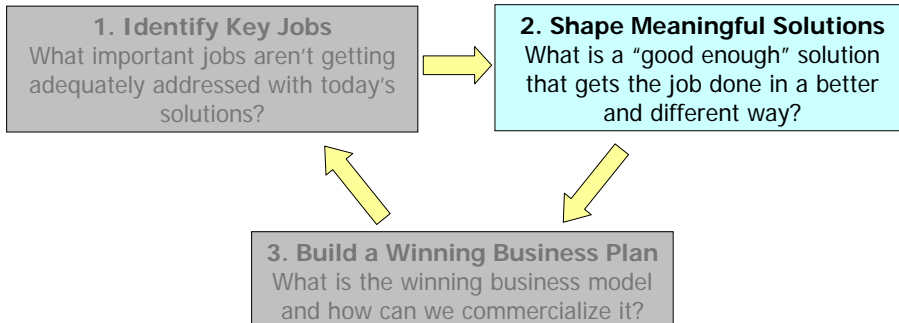 1. Identify Key Jobs
What important jobs aren't getting
adequately addressed with today's
solutions?
2. Shape Meaningful Solutions
What is a “good enough” solution
that gets the job done in a better
and different way?
3. Build a Winning Business Plan
What is the winning business model
and how can we commercialize it?